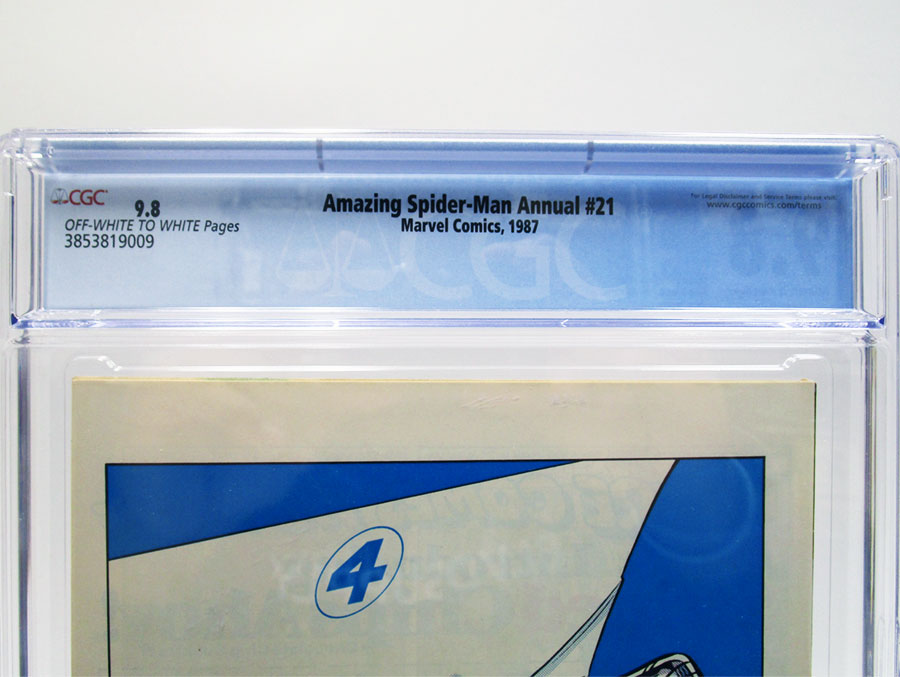 CGC
9.8
OFF-WHITE TO WHITE Pages
3853819009
Amazing Spider-Man Annual #21
Marvel Comics, 1987
For Legal Disclaimer and Service Terms please visit:
www.cgccomics.com/terms
CGC
4